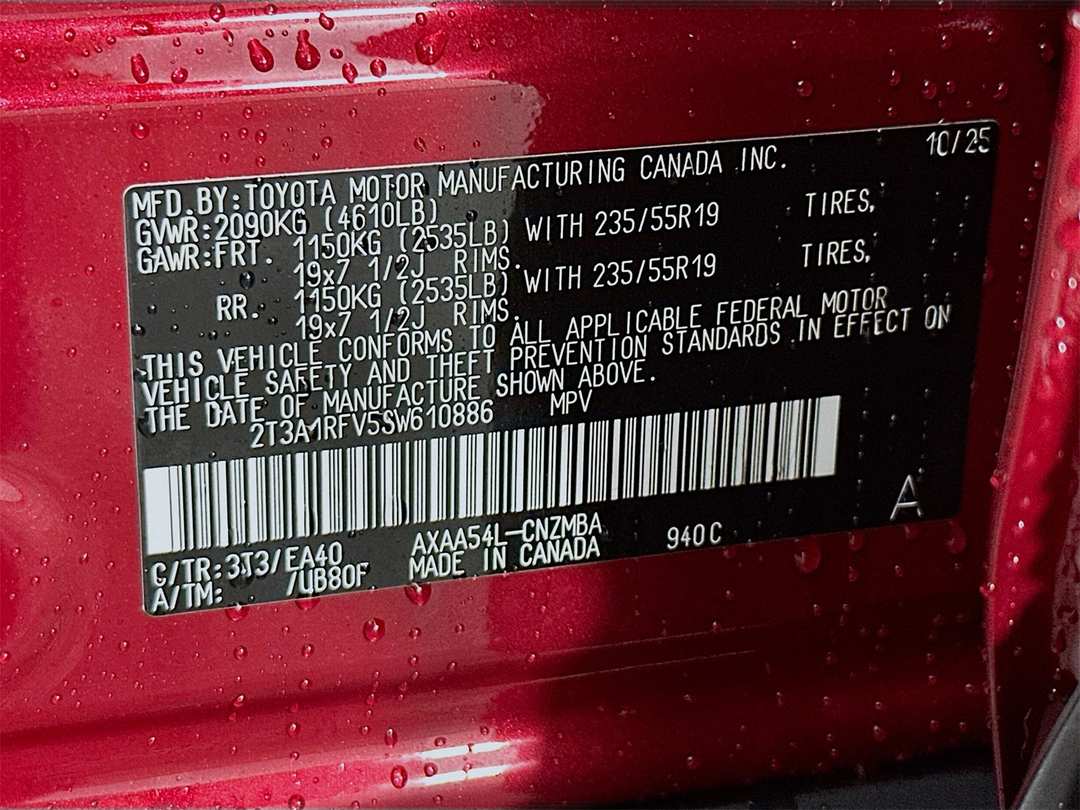 10/25
MFD.BY:TOYOTA MOTOR MANUFACTURING CANADA INC.
GVWR:2090KG (4610LB)
GAWR:FRT. 1150KG (2535LB) WITH 235/55R19 TIRES,
19x7 1/2J RIMS.
RR. 1150KG (2535LB) WITH 235/55R19 TIRES,
19x7 1/2J RIMS.
THIS VEHICLE CONFORMS TO ALL APPLICABLE FEDERAL MOTOR
VEHICLE SAFETY AND THEFT PREVENTION STANDARDS IN EFFECT ON
THE DATE OF MANUFACTURE SHOWN ABOVE.
2T3A1RFV5SW610886 MPV
A
C/TR:3T3/EA40 AXAA54L-CNZMBA 940C
A/TM: /UB80F MADE IN CANADA